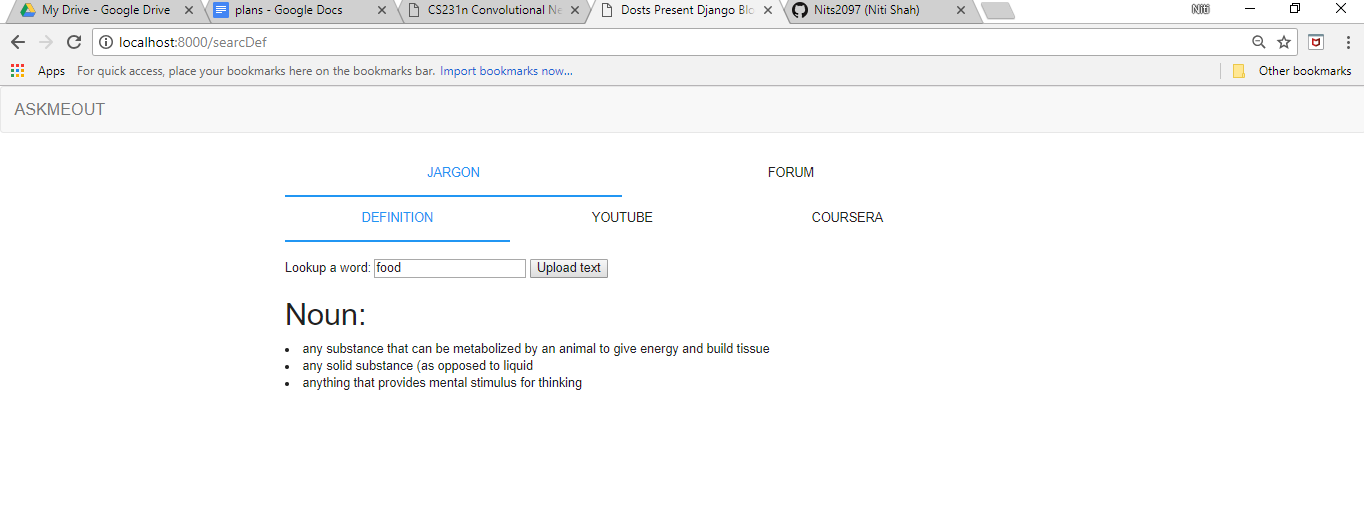 My Drive - Google Drive plans - Google Docs CS231n Convolutional Ne Dosts Present Django Blo Nits2097 (Niti Shah) Niti
localhost:8000/searcDef
Apps For quick access, place your bookmarks here on the bookmarks bar. Import bookmarks now... Other bookmarks
ASKMEOUT
JARGON FORUM
DEFINITION YOUTUBE COURSERA
Lookup a word: food Upload text
Noun:
any substance that can be metabolized by an animal to give energy and build tissue
any solid substance (as opposed to liquid
anything that provides mental stimulus for thinking